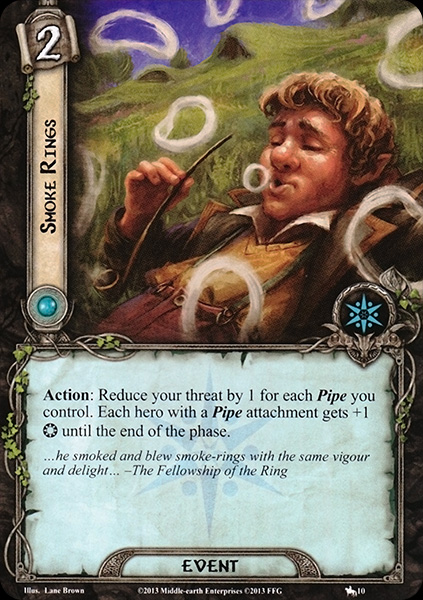 2
SMOKE RINGS
Action: Reduce your threat by 1 for each Pipe you
control. Each hero with a Pipe attachment gets +1
until the end of the phase.
…he smoked and blew smoke-rings with the same vigour
and delight… –The Fellowship of the Ring
EVENT
Illus. Lane Brown
©2013 Middle-earth Enterprises ©2013 FFG
10